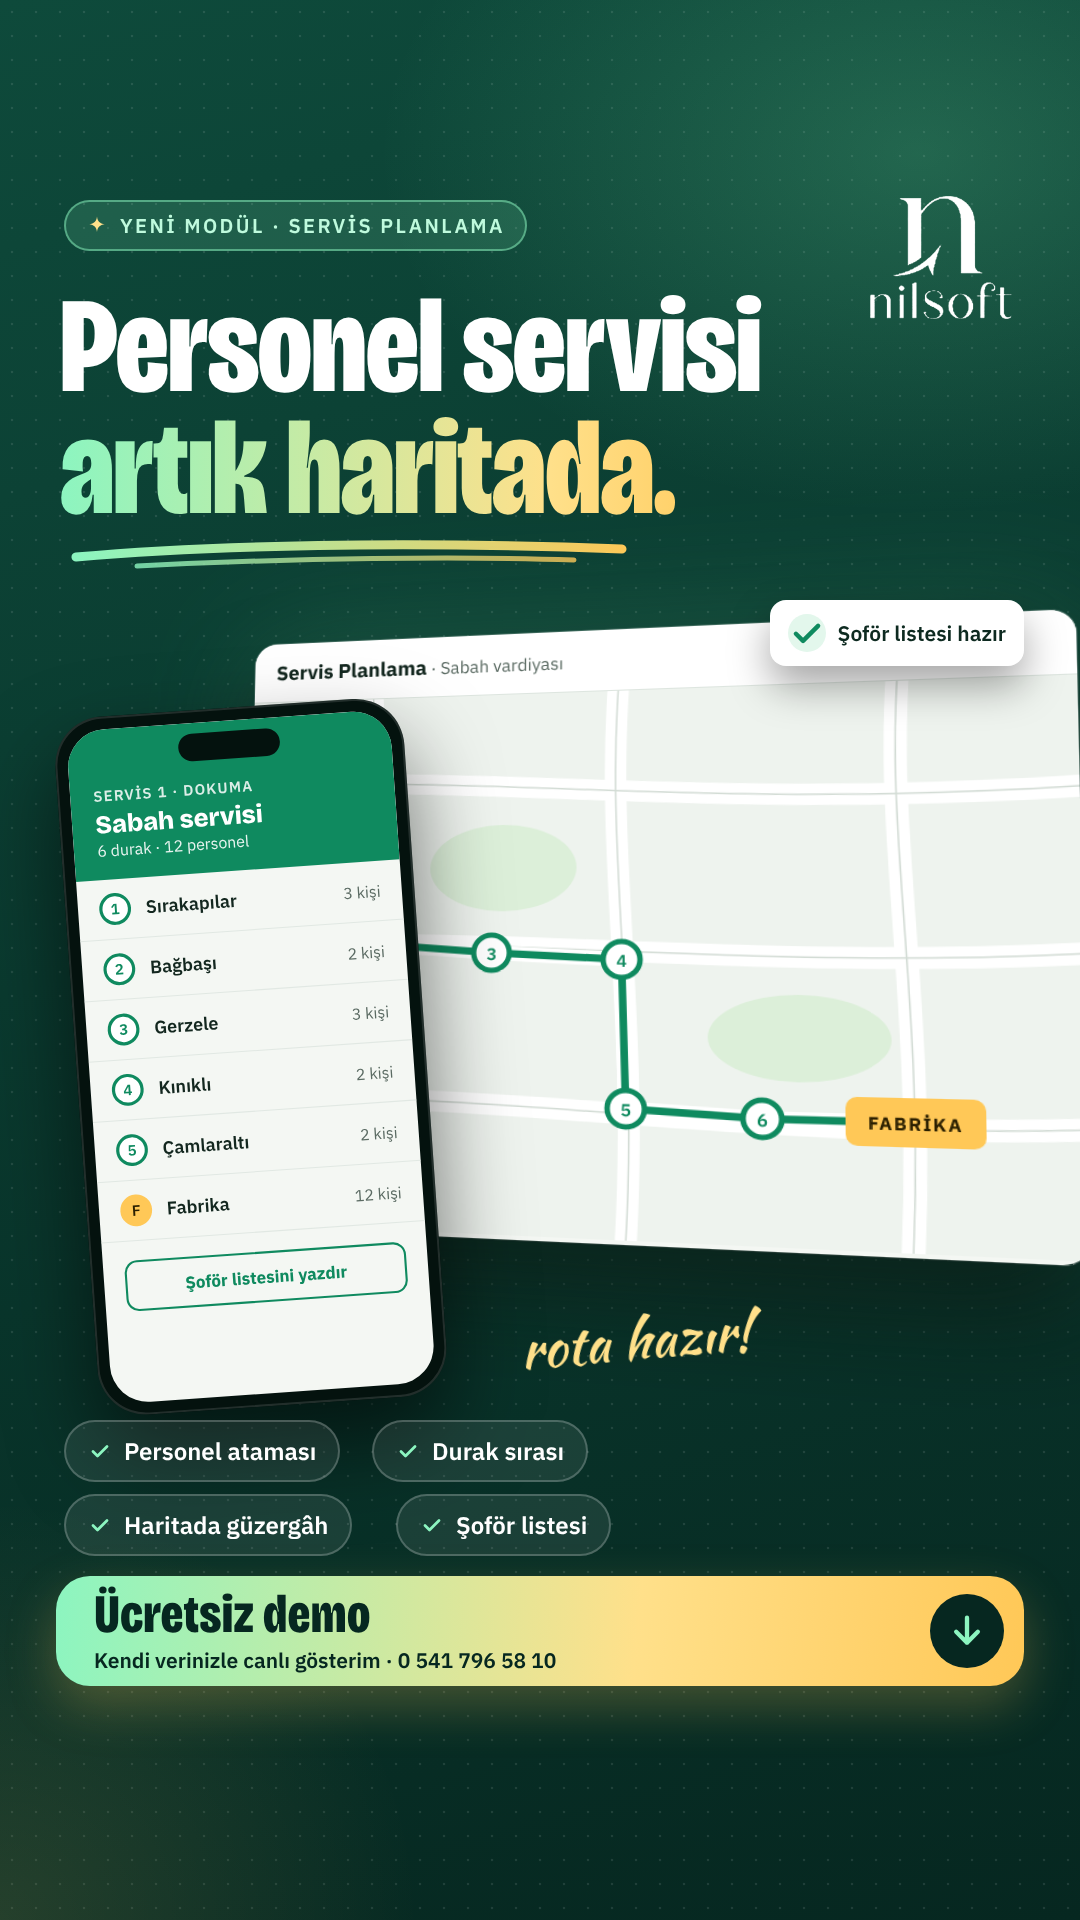 YENİ MODÜL · SERVİS PLANLAMA
nilsoft
Personel servisi
artık haritada.
Şoför listesi hazır
Servis Planlama · Sabah vardiyası
SERVİS 1 · DOKUMA
Sabah servisi
6 durak · 12 personel
1 Sırakapılar 3 kişi
2 Bağbaşı 2 kişi
3 Gerzele 3 kişi
4 Kınıklı 2 kişi
5 Çamlaraltı 2 kişi
F Fabrika 12 kişi
Şoför listesini yazdır
3
4
5
6
FABRİKA
rota hazır!
Personel ataması
Durak sırası
Haritada güzergâh
Şoför listesi
Ücretsiz demo
Kendi verinizle canlı gösterim · 0 541 796 58 10